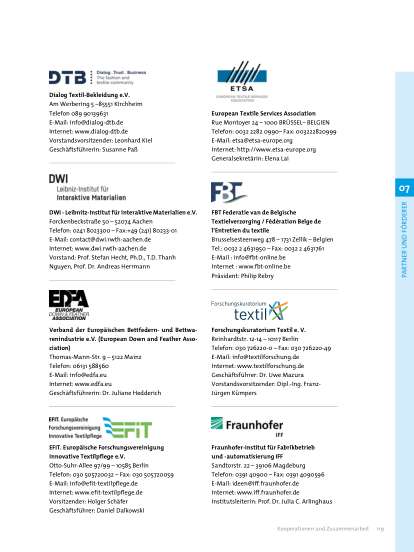 DTB
Dialog . Trust . Business
The fashion and
textile community
Dialog Textil-Bekleidung e.V.
Am Werbering 5 –85551 Kirchheim
Telefon 089 90139631
E-Mail: info@dialog-dtb.de
Internet: www.dialog-dtb.de
Vorstandsvorsitzender: Leonhard Kiel
Geschäftsführerin: Susanne Paß
DWI
Leibniz-Institut für
Interaktive Materialien
DWI - Leibnitz-Institut für Interaktive Materialien e.V.
Forckenbeckstraße 50 – 52074 Aachen
Telefon: 0241 8023300 – Fax:+49 (241) 80233-01
E-Mail: contact@dwi.rwth-aachen.de
Internet: www.dwi.rwth-aachen.de
Vorstand: Prof. Stefan Hecht, Ph.D., T.D. Thanh
Nguyen, Prof. Dr. Andreas Herrmann
EDFA
EUROPEAN
DOWN & FEATHER
ASSOCIATION
Verband der Europäischen Bettfedern- und Bettwa-
renindustrie e.V. (European Down and Feather Asso-
ciation)
Thomas-Mann-Str. 9 – 5122 Mainz
Telefon: 06131 588560
E-Mail: Info@edfa.eu
Internet: www.edfa.eu
Geschäftsführerin: Dr. Juliane Hedderich
EFIT. Europäische
Forschungsvereinigung
Innovative Textilpflege
EFIT
EFIT. Europäische Forschungsvereinigung
Innovative Textilpflege e.V.
Otto-Suhr-Allee 97/99 – 10585 Berlin
Telefon: 030 505720032 – Fax: 030 505720059
E-Mail: info@efit-textilpflege.de
Internet: www.efit-textilpflege.de
Vorsitzender: Holger Schäfer
Geschäftsführer: Daniel Dalkowski
ETSA
EUROPEAN TEXTILE SERVICES
ASSOCIATION
European Textile Services Association
Rue Montoyer 24 – 1000 BRÜSSEL– BELGIEN
Telefon: 0032 2282 0990– Fax: 003222820999
E-Mail: etsa@etsa-europe.org
Internet: http://www.etsa-europe.org
Generalsekretärin: Elena Lai
FBT
FBT Federatie van de Belgische
Textielverzorging / Fédération Belge de
l'Entretien du textile
Brusselsesteenweg 478 – 1731 Zellik – Belgien
Tel.: 0032 2 4631950 – Fax: 0032 2 4631761
E-Mail : info@fbt-online.be
Internet : www.fbt-online.be
Präsident: Philip Rebry
Forschungskuratorium
textil
Forschungskuratorium Textil e. V.
Reinhardtstr. 12-14 – 10117 Berlin
Telefon: 030 726220-0 – Fax: 030 726220-49
E-Mail: info@textilforschung.de
Internet: www.textilforschung.de
Geschäftsführer: Dr. Uwe Mazura
Vorstandsvorsitzender: Dipl.-Ing. Franz-
Jürgen Kümpers
Fraunhofer
IFF
Fraunhofer-Institut für Fabrikbetrieb
und -automatisierung IFF
Sandtorstr. 22 – 39106 Magdeburg
Telefon: 0391 40900 – Fax: 0391 4090596
E-Mail: ideen@iff.fraunhofer.de
Internet: www.iff.fraunhofer.de
Institutsleiterin: Prof. Dr. Julia C. Arlinghaus
07
PARTNER UND FÖRDERER
Kooperationen und Zusammenarbeit 119